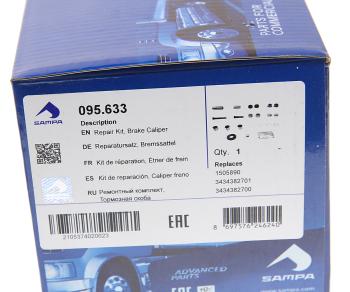 PARTS FOR
COMMERCIAL
SAMPA
095.633
Description
EN Repair Kit, Brake Caliper
DE Reparatursatz, Bremssattel
FR Kit de réparation, Étrier de frein
ES Kit de reparación, Caliper freno
RU Ремонтный комплект,
Тормозная скоба
Qty. 1
Replaces
1505890
3434382701
3434382700
2105374020623
EAC
8 697576 246240
ADVANCED
PARTS
SAMPA
EAC